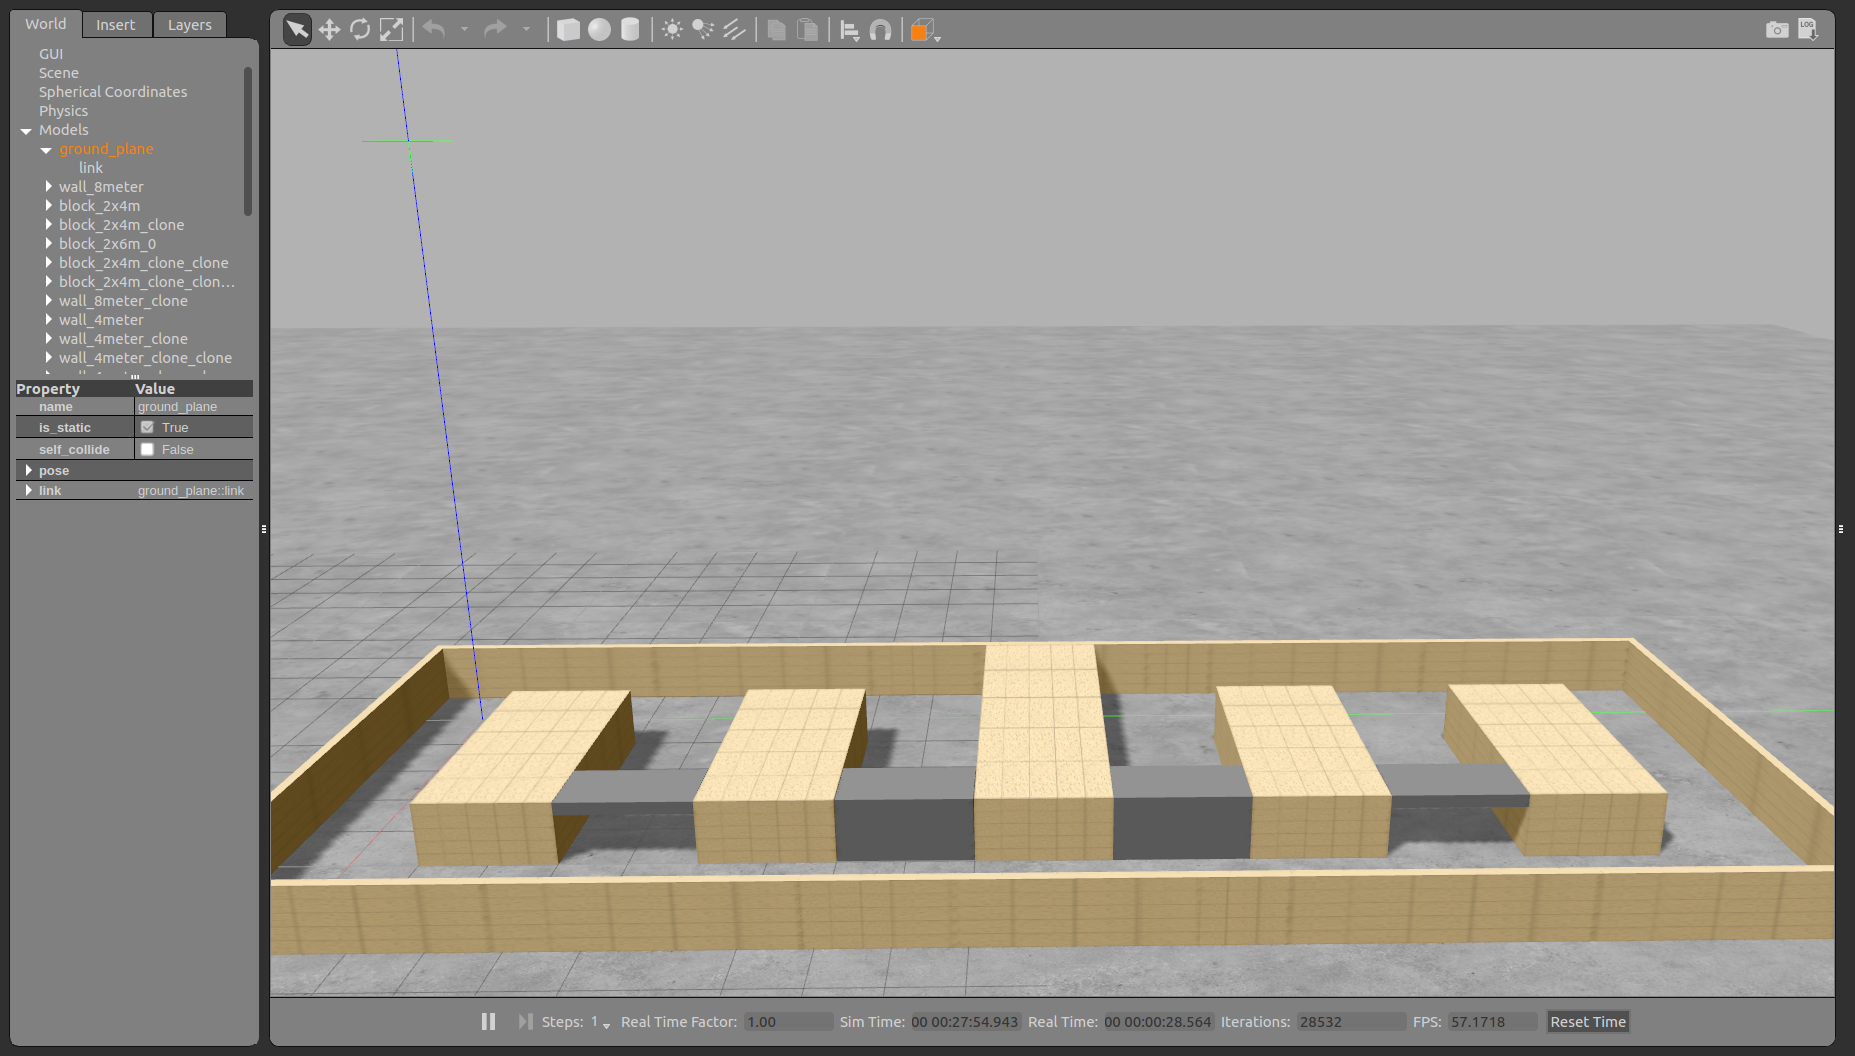 World Insert Layers
GUI
Scene
Spherical Coordinates
Physics
Models
ground_plane
link
wall_8meter
block_2x4m
block_2x4m_clone
block_2x6m_0
block_2x4m_clone_clone
block_2x4m_clone_clon...
wall_8meter_clone
wall_4meter
wall_4meter_clone
wall_4meter_clone_clone
Property Value
name ground_plane
is_static True
self_collide False
pose
link ground_plane::link
LOG
Steps: 1 Real Time Factor: 1.00 Sim Time: 00 00:27:54.943 Real Time: 00 00:00:28.564 Iterations: 28532 FPS: 57.1718 Reset Time